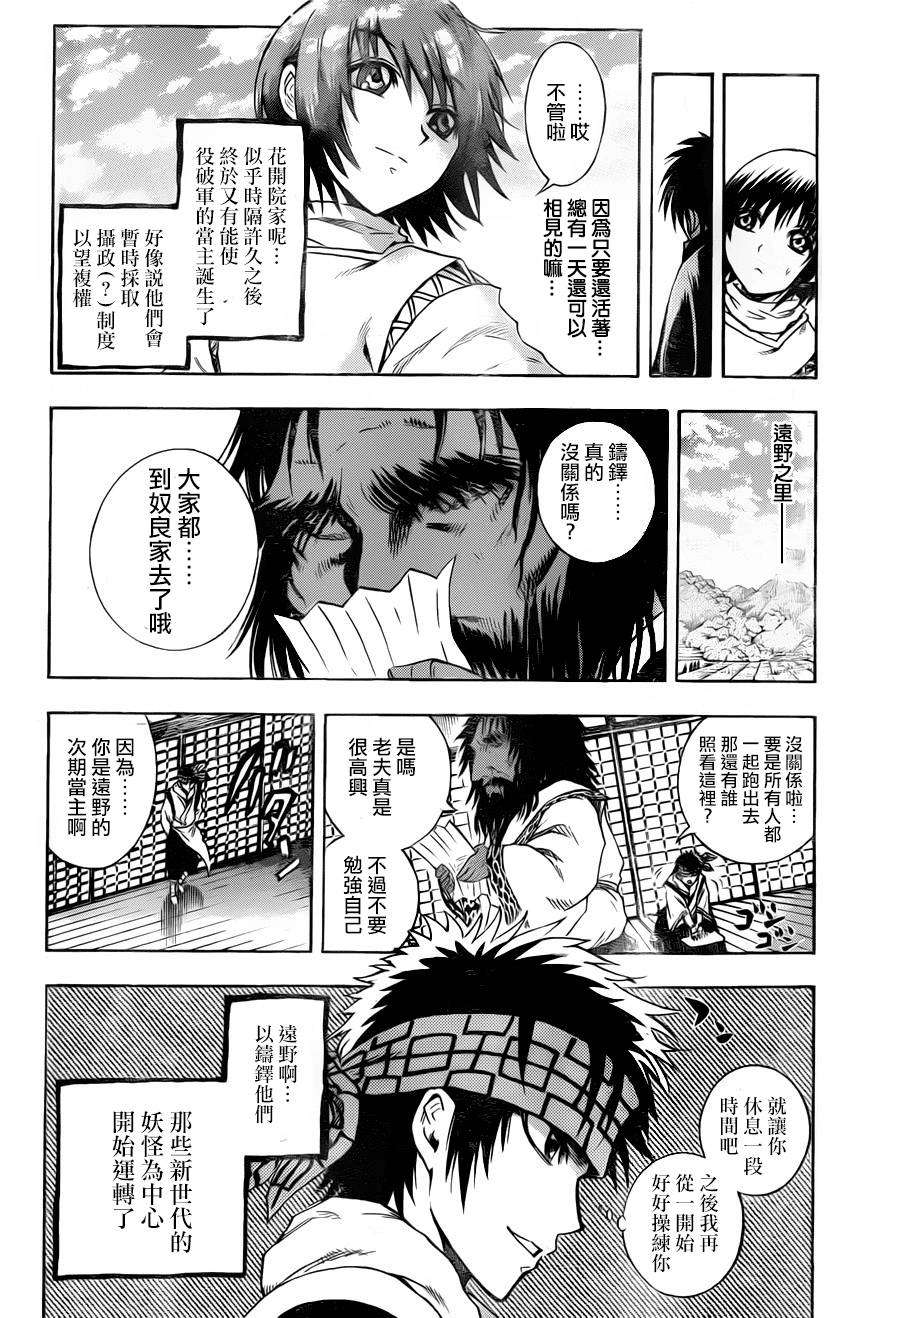 ……哎
不管啦
因為只要還活著…
總有一天還可以
相見的嘛…
花開院家呢…
似乎時隔許久之後
終於又有能使
役破軍的當主誕生了
好像說他們會
暫時採取
攝政(？)制度
以望複權
遠野之里——
鑄鐸……
真的
沒關係嗎?
大家都……
到奴良家去了哦
沒關係啦…
要是所有人都
一起跑出去
那還有誰
照看這裡?
ゴシ
ゴシ
是嗎
老夫真是
很高興
不過不要
勉強自己
因為……
你是遠野的
次期當主啊
就讓你
休息一段
時間吧
之後我再
從一開始
好好操練你
遠野啊…
以鑄鐸他們
那些新世代的
妖怪為中心
開始運轉了